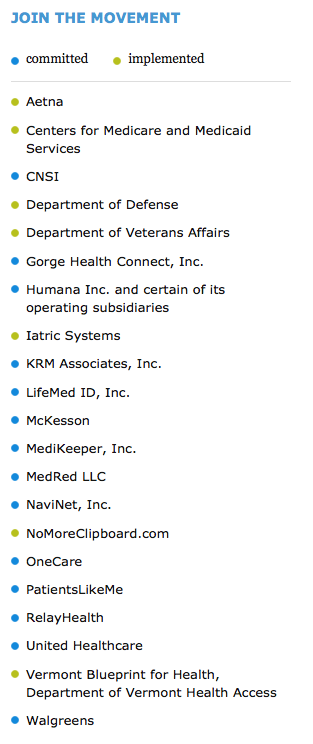 JOIN THE MOVEMENT
committed implemented
Aetna
Centers for Medicare and Medicaid
Services
CNSI
Department of Defense
Department of Veterans Affairs
Gorge Health Connect, Inc.
Humana Inc. and certain of its
operating subsidiaries
Iatric Systems
KRM Associates, Inc.
LifeMed ID, Inc.
McKesson
MediKeeper, Inc.
MedRed LLC
NaviNet, Inc.
NoMoreClipboard.com
OneCare
PatientsLikeMe
RelayHealth
United Healthcare
Vermont Blueprint for Health,
Department of Vermont Health Access
Walgreens